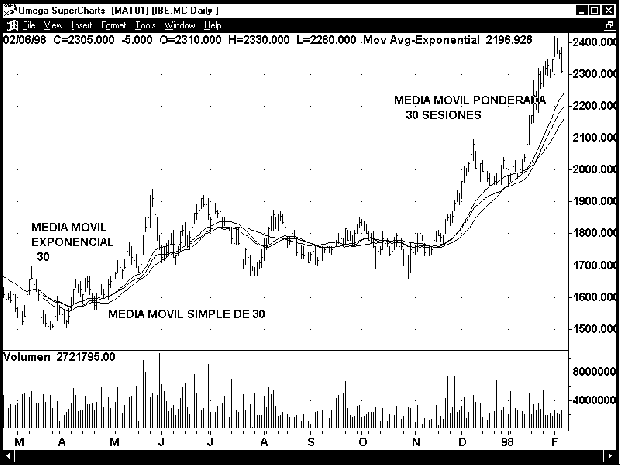 Omega SuperCharts - [MATU1] [IBE.MC Daily ]
File View Insert Format Tools Window Help
02/06/98 C=2305.000 -5.000 O=2310.000 H=2330.000 L=2260.000 Mov Avg-Exponential 2196.926
2400.000
2300.000
MEDIA MOVIL PONDERADA
30 SESIONES
2200.000
2100.000
2000.000
1900.000
MEDIA MOVIL
EXPONENCIAL
30
1800.000
1700.000
1600.000
MEDIA MOVIL SIMPLE DE 30
1500.000
Volumen 2721795.00
8000000
4000000
M A M J J A S O N D 98 F